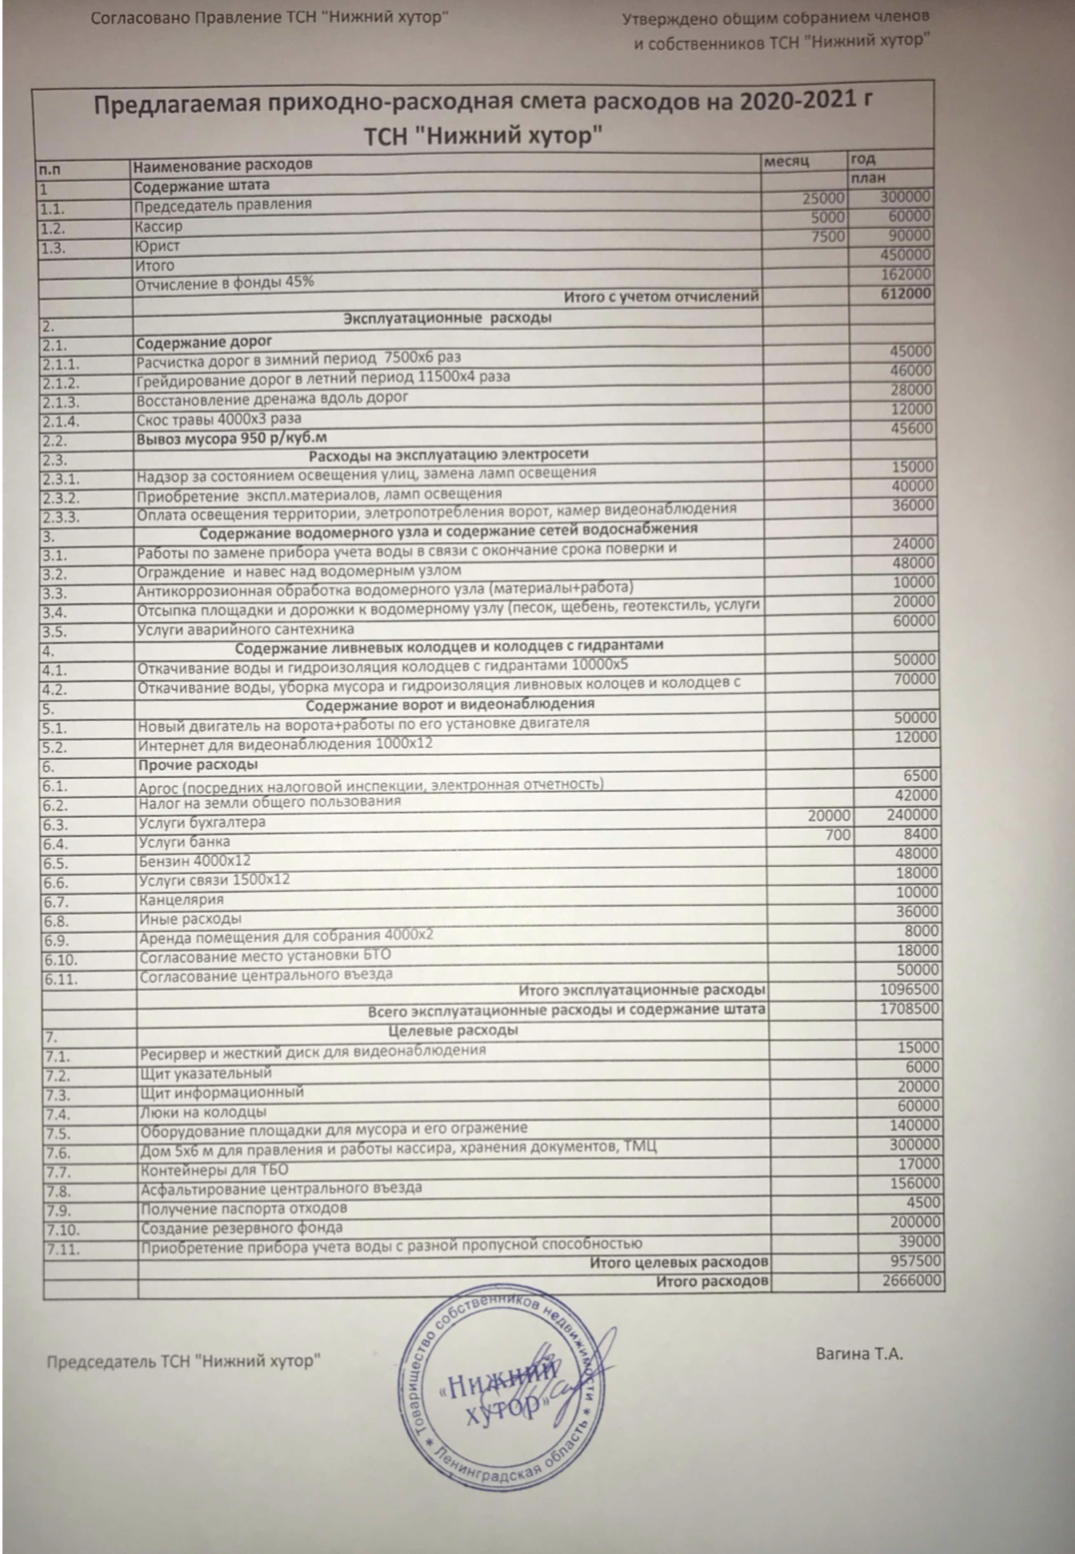 Согласовано Правление ТСН "Нижний хутор"
Утверждено общим собранием членов
и собственников ТСН "Нижний хутор"
Предлагаемая приходно-расходная смета расходов на 2020-2021 г
ТСН "Нижний хутор"
п.п Наименование расходов месяц год
1 Содержание штата план
1.1. Председатель правления 25000 300000
1.2. Кассир 5000 60000
1.3. Юрист 7500 90000
Итого 450000
Отчисление в фонды 45% 162000
Итого с учетом отчислений 612000
2. Эксплуатационные расходы
2.1. Содержание дорог
2.1.1. Расчистка дорог в зимний период 7500х6 раз 45000
2.1.2. Грейдирование дорог в летний период 11500х4 раза 46000
2.1.3. Восстановление дренажа вдоль дорог 28000
2.1.4. Скос травы 4000х3 раза 12000
2.2. Вывоз мусора 950 р/куб.м 45600
2.3. Расходы на эксплуатацию электросети
2.3.1. Надзор за состоянием освещения улиц, замена ламп освещения 15000
2.3.2. Приобретение экспл.материалов, ламп освещения 40000
2.3.3. Оплата освещения территории, элетропотребления ворот, камер видеонаблюдения 36000
3. Содержание водомерного узла и содержание сетей водоснабжения
3.1. Работы по замене прибора учета воды в связи с окончание срока поверки и 24000
3.2. Ограждение и навес над водомерным узлом 48000
3.3. Антикоррозионная обработка водомерного узла (материалы+работа) 10000
3.4. Отсыпка площадки и дорожки к водомерному узлу (песок, щебень, геотекстиль, услуги 20000
3.5. Услуги аварийного сантехника 60000
4. Содержание ливневых колодцев и колодцев с гидрантами
4.1. Откачивание воды и гидроизоляция колодцев с гидрантами 10000х5 50000
4.2. Откачивание воды, уборка мусора и гидроизоляция ливновых колоцев и колодцев с 70000
5. Содержание ворот и видеонаблюдения
5.1. Новый двигатель на ворота+работы по его установке двигателя 50000
5.2. Интернет для видеонаблюдения 1000х12 12000
6. Прочие расходы
6.1. Аргос (посредних налоговой инспекции, электронная отчетность) 6500
6.2. Налог на земли общего пользования 42000
6.3. Услуги бухгалтера 20000 240000
6.4. Услуги банка 700 8400
6.5. Бензин 4000х12 48000
6.6. Услуги связи 1500х12 18000
6.7. Канцелярия 10000
6.8. Иные расходы 36000
6.9. Аренда помещения для собрания 4000х2 8000
6.10. Согласование место установки БТО 18000
6.11. Согласование центрального въезда 50000
Итого эксплуатационные расходы 1096500
Всего эксплуатационные расходы и содержание штата 1708500
7. Целевые расходы
7.1. Ресирвер и жесткий диск для видеонаблюдения 15000
7.2. Щит указательный 6000
7.3. Щит информационный 20000
7.4. Люки на колодцы 60000
7.5. Оборудование площадки для мусора и его огражение 140000
7.6. Дом 5х6 м для правления и работы кассира, хранения документов, ТМЦ 300000
7.7. Контейнеры для ТБО 17000
7.8. Асфальтирование центрального въезда 156000
7.9. Получение паспорта отходов 4500
7.10. Создание резервного фонда 200000
7.11. Приобретение прибора учета воды с разной пропусной способностью 39000
Итого целевых расходов 957500
Итого расходов 2666000
Председатель ТСН "Нижний хутор" Вагина Т.А.
Товарищество собственников недвижимости * Ленинградская область *
«Нижний
хутор»